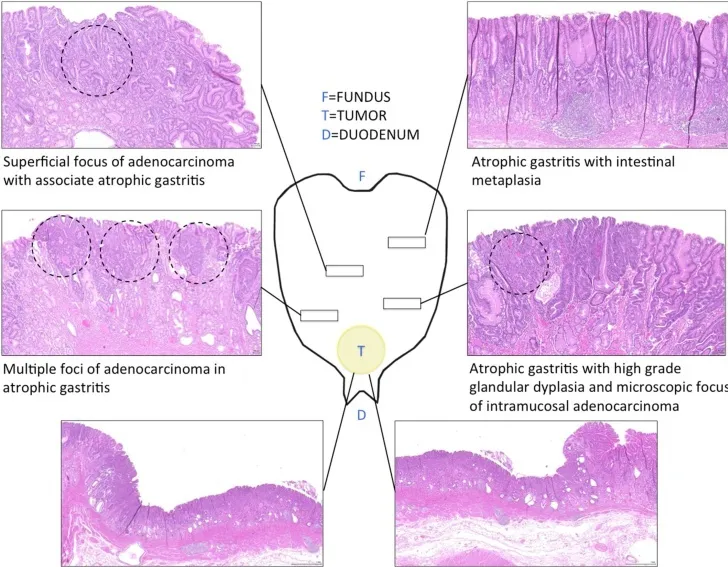 F=FUNDUS
T=TUMOR
D=DUODENUM
Superficial focus of adenocarcinoma
with associate atrophic gastritis
Atrophic gastritis with intestinal
metaplasia
F
Multiple foci of adenocarcinoma in
atrophic gastritis
T
Atrophic gastritis with high grade
glandular dysplasia and microscopic focus
of intramucosal adenocarcinoma
D